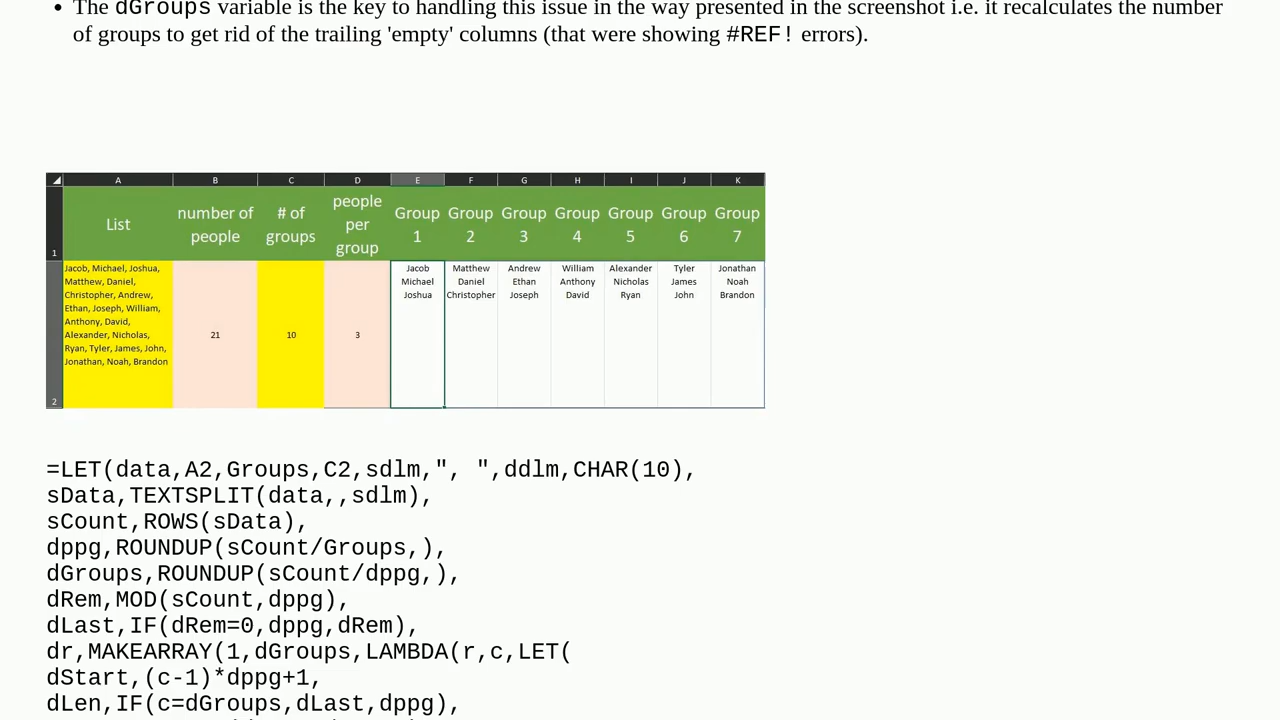 • The dGroups variable is the key to handling this issue in the way presented in the screenshot i.e. it recalculates the number
of groups to get rid of the trailing 'empty' columns (that were showing #REF! errors).
A B C D E F G H I J K
1 List number of people # of groups people per group Group 1 Group 2 Group 3 Group 4 Group 5 Group 6 Group 7
Jacob, Michael, Joshua,
Matthew, Daniel,
Christopher, Andrew,
Ethan, Joseph, William,
Anthony, David,
Alexander, Nicholas,
Ryan, Tyler, James, John,
Jonathan, Noah, Brandon
2
21
10
3
Jacob
Michael
Joshua
Matthew
Daniel
Christopher
Andrew
Ethan
Joseph
William
Anthony
David
Alexander
Nicholas
Ryan
Tyler
James
John
Jonathan
Noah
Brandon
=LET(data,A2,Groups,C2,sdlm,", ",ddlm,CHAR(10),
sData,TEXTSPLIT(data,,sdlm),
sCount,ROWS(sData),
dppg,ROUNDUP(sCount/Groups,),
dGroups,ROUNDUP(sCount/dppg,),
dRem,MOD(sCount,dppg),
dLast,IF(dRem=0,dppg,dRem),
dr,MAKEARRAY(1,dGroups,LAMBDA(r,c,LET(
dStart,(c-1)*dppg+1,
dLen,IF(c=dGroups,dLast,dppg),